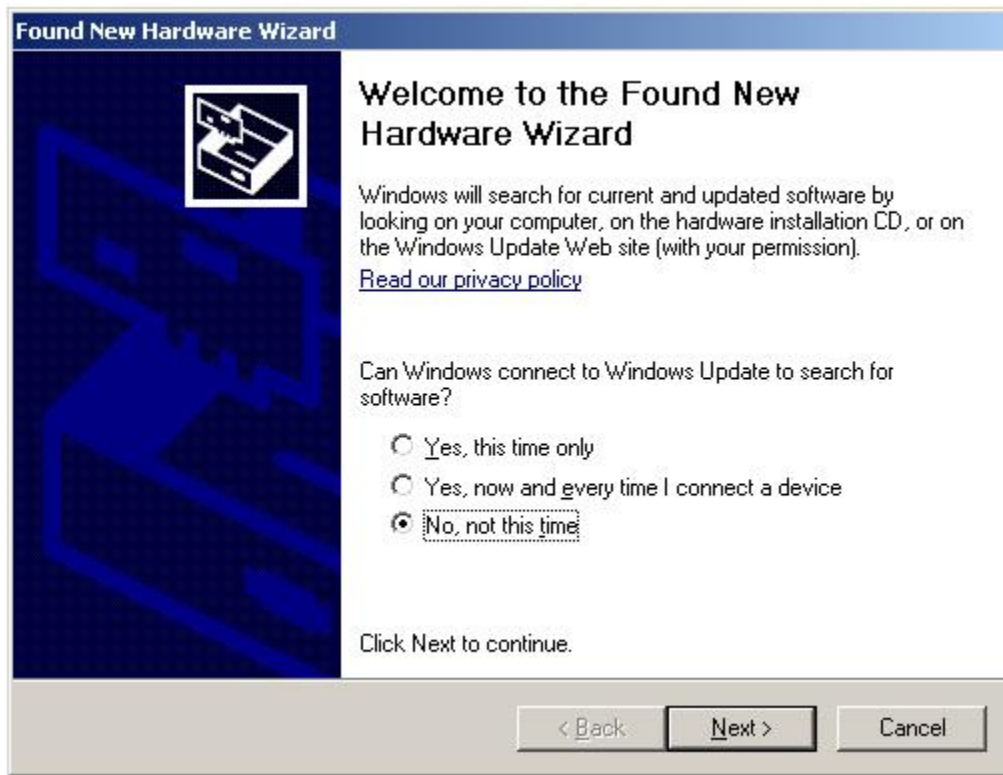 Found New Hardware Wizard
Welcome to the Found New
Hardware Wizard
Windows will search for current and updated software by
looking on your computer, on the hardware installation CD, or on
the Windows Update Web site (with your permission).
Read our privacy policy
Can Windows connect to Windows Update to search for
software?
Yes, this time only
Yes, now and every time I connect a device
No, not this time
Click Next to continue.
< Back
Next >
Cancel